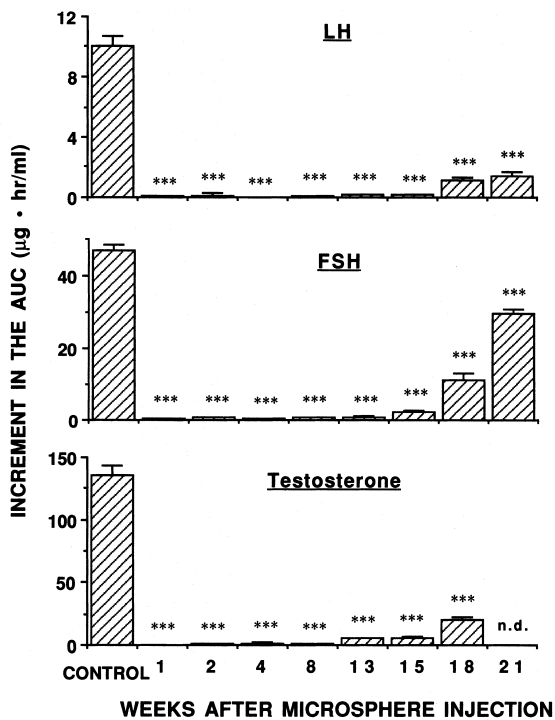 INCREMENT IN THE AUC (µg • hr/ml)
LH
12
8
4
0
*** *** *** *** *** *** *** ***
FSH
40
20
0
*** *** *** *** *** *** *** ***
Testosterone
150
100
50
0
*** *** *** *** *** *** *** n.d.
CONTROL 1 2 4 8 13 15 18 21
WEEKS AFTER MICROSPHERE INJECTION